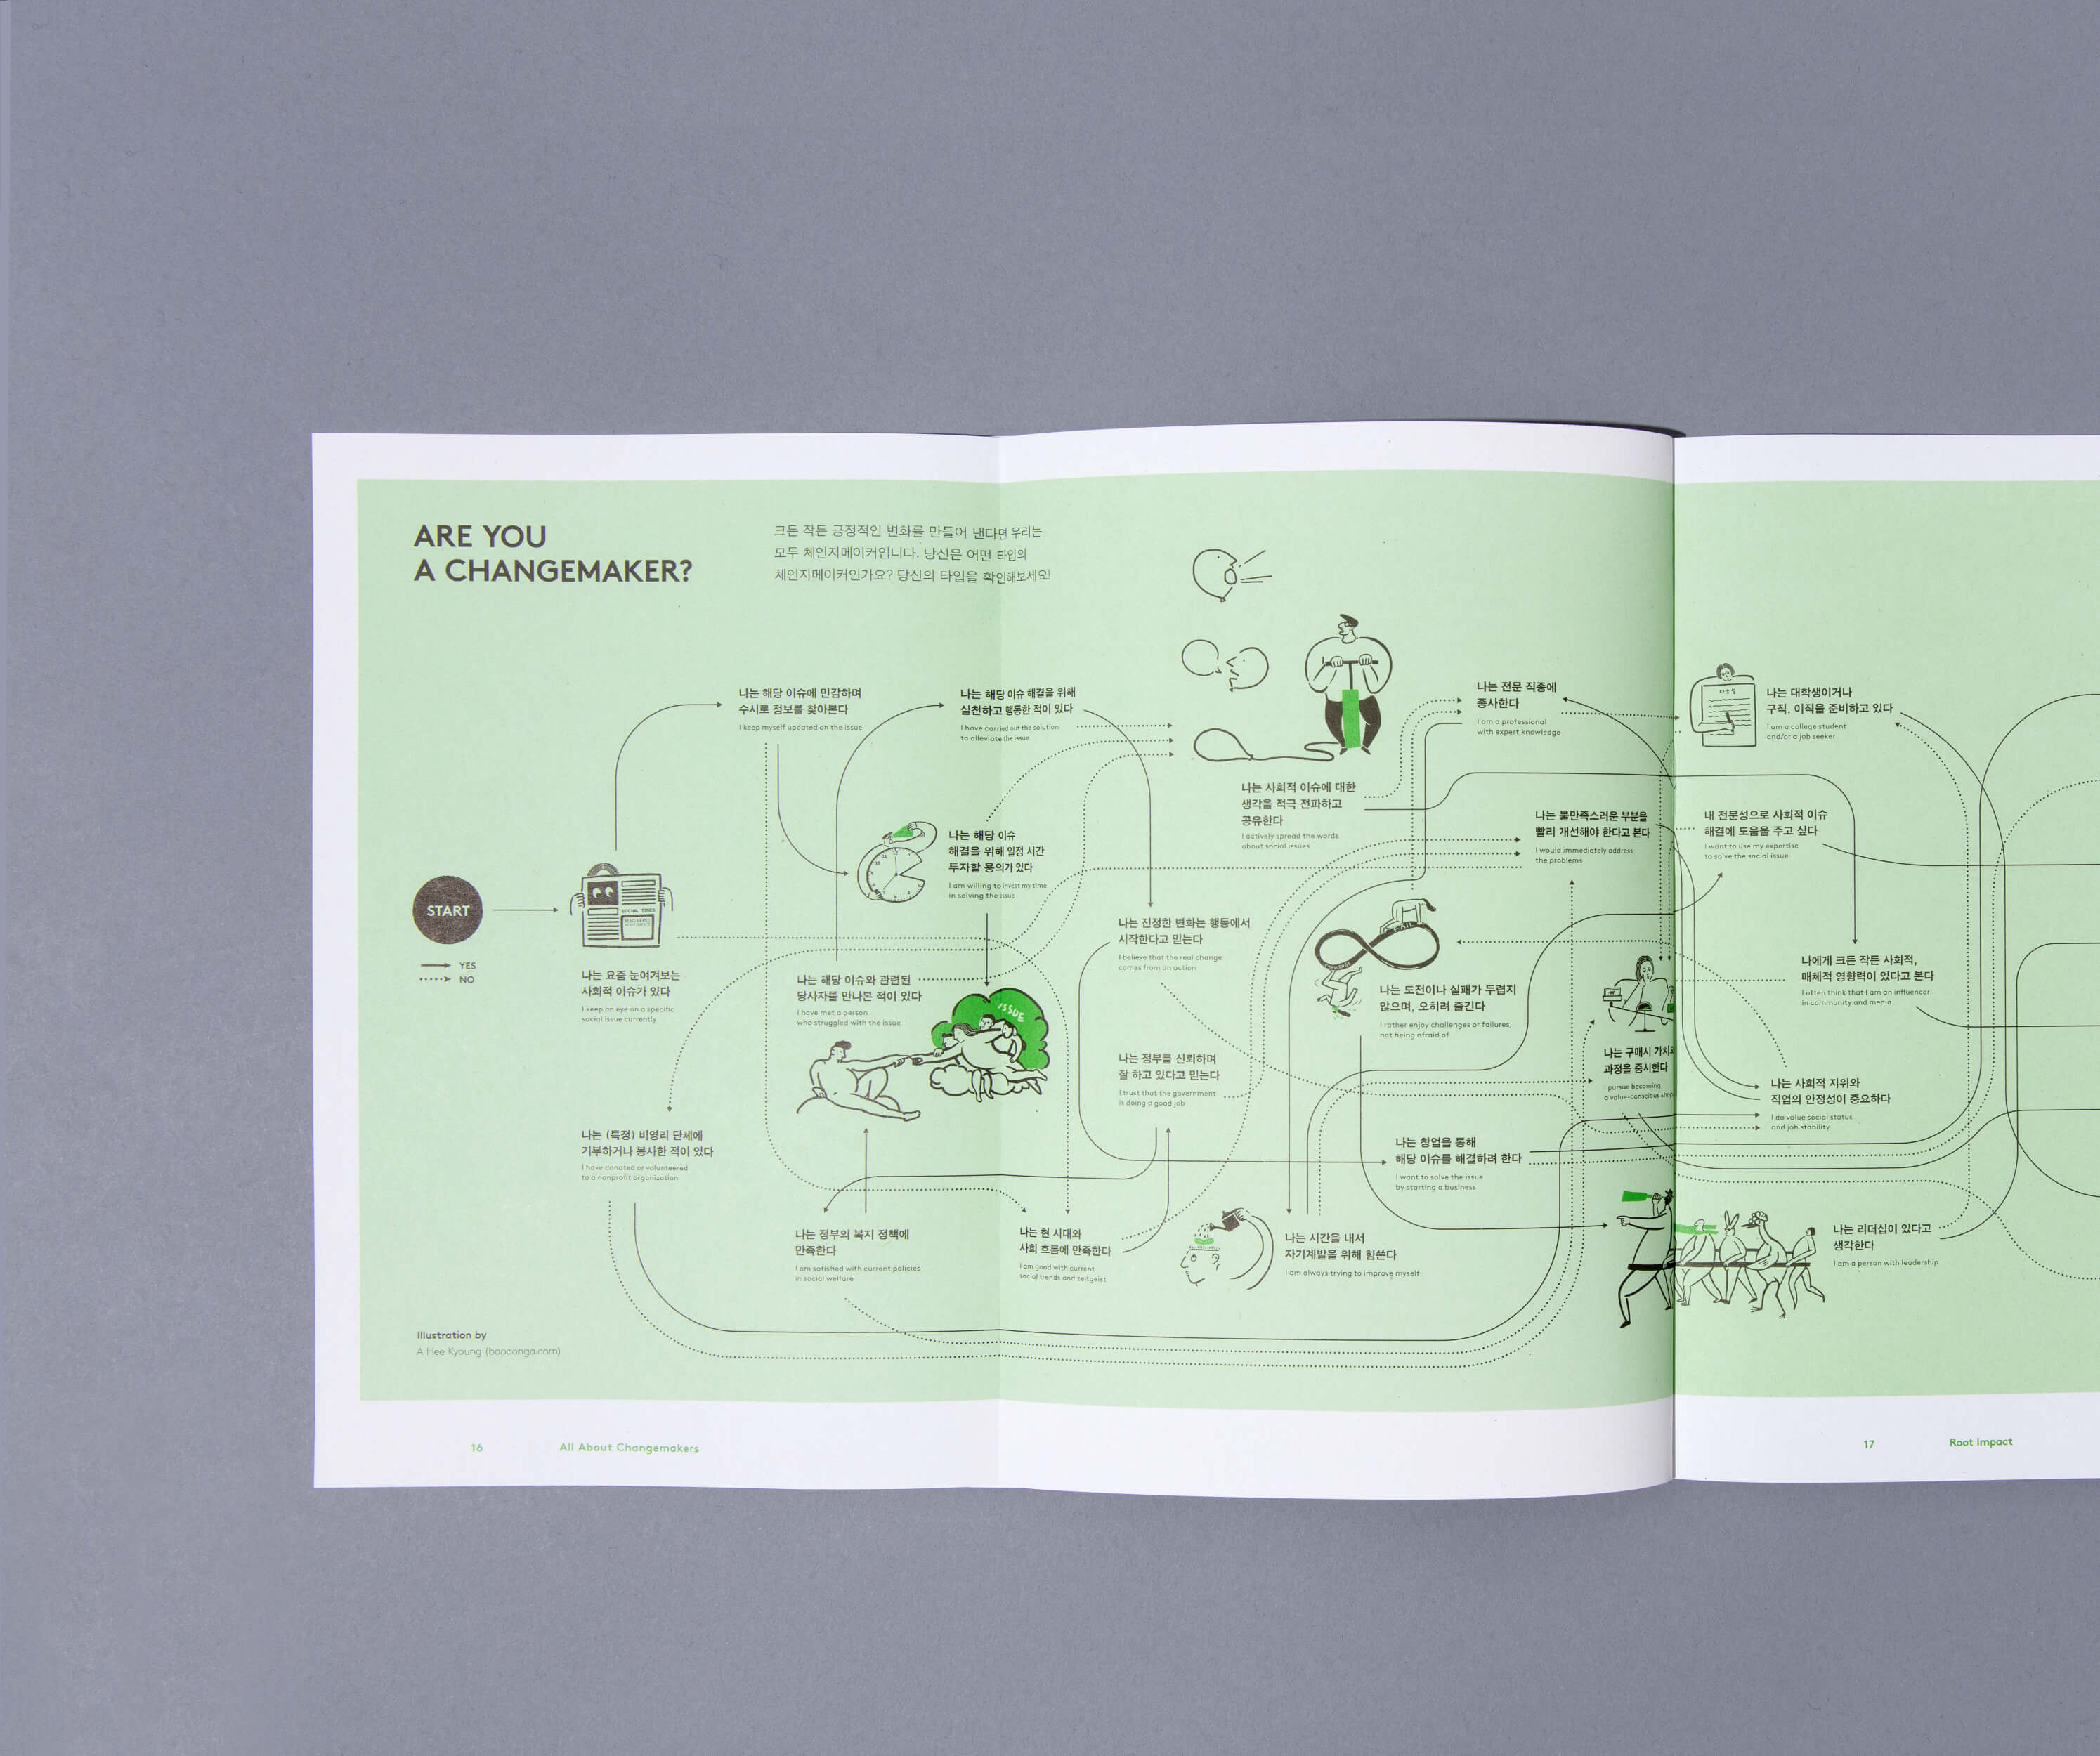 ARE YOU
A CHANGEMAKER?
크든 작든 긍정적인 변화를 만들어 낸다면 우리는
모두 체인지메이커입니다. 당신은 어떤 타입의
체인지메이커인가요? 당신의 타입을 확인해보세요!
START
YES
NO
SOCIAL TIMES
나는 요즘 눈여겨보는
사회적 이슈가 있다
I keep an eye on a specific
social issue currently
나는 해당 이슈에 민감하며
수시로 정보를 찾아본다
I keep myself updated on the issue
나는 해당 이슈 해결을 위해
실천하고 행동한 적이 있다
I have carried out the solution
to alleviate the issue
나는 해당 이슈
해결을 위해 일정 시간
투자할 용의가 있다
I am willing to invest my time
in solving the issue
나는 해당 이슈와 관련된
당사자를 만나본 적이 있다
I have met a person
who struggled with the issue
ISSUE
나는 (특정) 비영리 단체에
기부하거나 봉사한 적이 있다
I have donated or volunteered
to a nonprofit organization
나는 정부의 복지 정책에
만족한다
I am satisfied with current policies
in social welfare
나는 현 시대와
사회 흐름에 만족한다
I am good with current
social trends and zeitgeist
나는 사회적 이슈에 대한
생각을 적극 전파하고
공유한다
I actively spread the words
about social issues
나는 진정한 변화는 행동에서
시작한다고 믿는다
I believe that the real change
comes from an action
나는 정부를 신뢰하며
잘 하고 있다고 믿는다
I trust that the government
is doing a good job
나는 전문 직종에
종사한다
I am a professional
with expert knowledge
나는 불만족스러운 부분을
빨리 개선해야 한다고 본다
I would immediately address
the problems
FAIL
나는 도전이나 실패가 두렵지
않으며, 오히려 즐긴다
I rather enjoy challenges or failures,
not being afraid of
나는 창업을 통해
해당 이슈를 해결하려 한다
I want to solve the issue
by starting a business
나는 시간을 내서
자기계발을 위해 힘쓴다
I am always trying to improve myself
나는 구매시 가치와
과정을 중시한다
I pursue becoming
a value-conscious
나는 대학생이거나
구직, 이직을 준비하고 있다
I am a college student
and/or a job seeker
내 전문성으로 사회적 이슈
해결에 도움을 주고 싶다
I want to use my expertise
to solve the social issue
나에게 크든 작든 사회적,
매체적 영향력이 있다고 본다
I often think that I am an influencer
in community and media
나는 사회적 지위와
직업의 안정성이 중요하다
I do value social status
and job stability
나는 리더십이 있다고
생각한다
I am a person with leadership
Illustration by
A Hee Kyoung (boooonga.com)
16
All About Changemakers
17
Root Impact